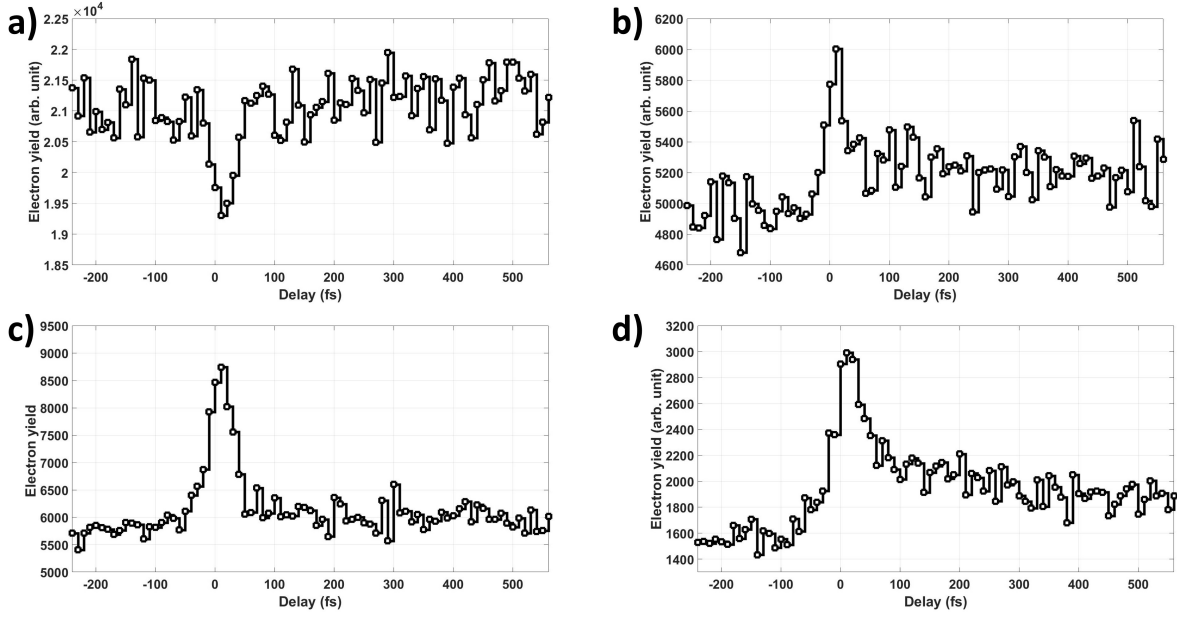 a)
×10⁴
2.25
2.2
2.15
2.1
2.05
2
1.95
1.9
1.85
Electron yield (arb. unit)
-200 -100 0 100 200 300 400 500
Delay (fs)
b)
6200
6000
5800
5600
5400
5200
5000
4800
4600
Electron yield (arb. unit)
-200 -100 0 100 200 300 400 500
Delay (fs)
c)
9500
9000
8500
8000
7500
7000
6500
6000
5500
5000
Electron yield
-200 -100 0 100 200 300 400 500
Delay (fs)
d)
3200
3000
2800
2600
2400
2200
2000
1800
1600
1400
Electron yield (arb. unit)
-200 -100 0 100 200 300 400 500
Delay (fs)